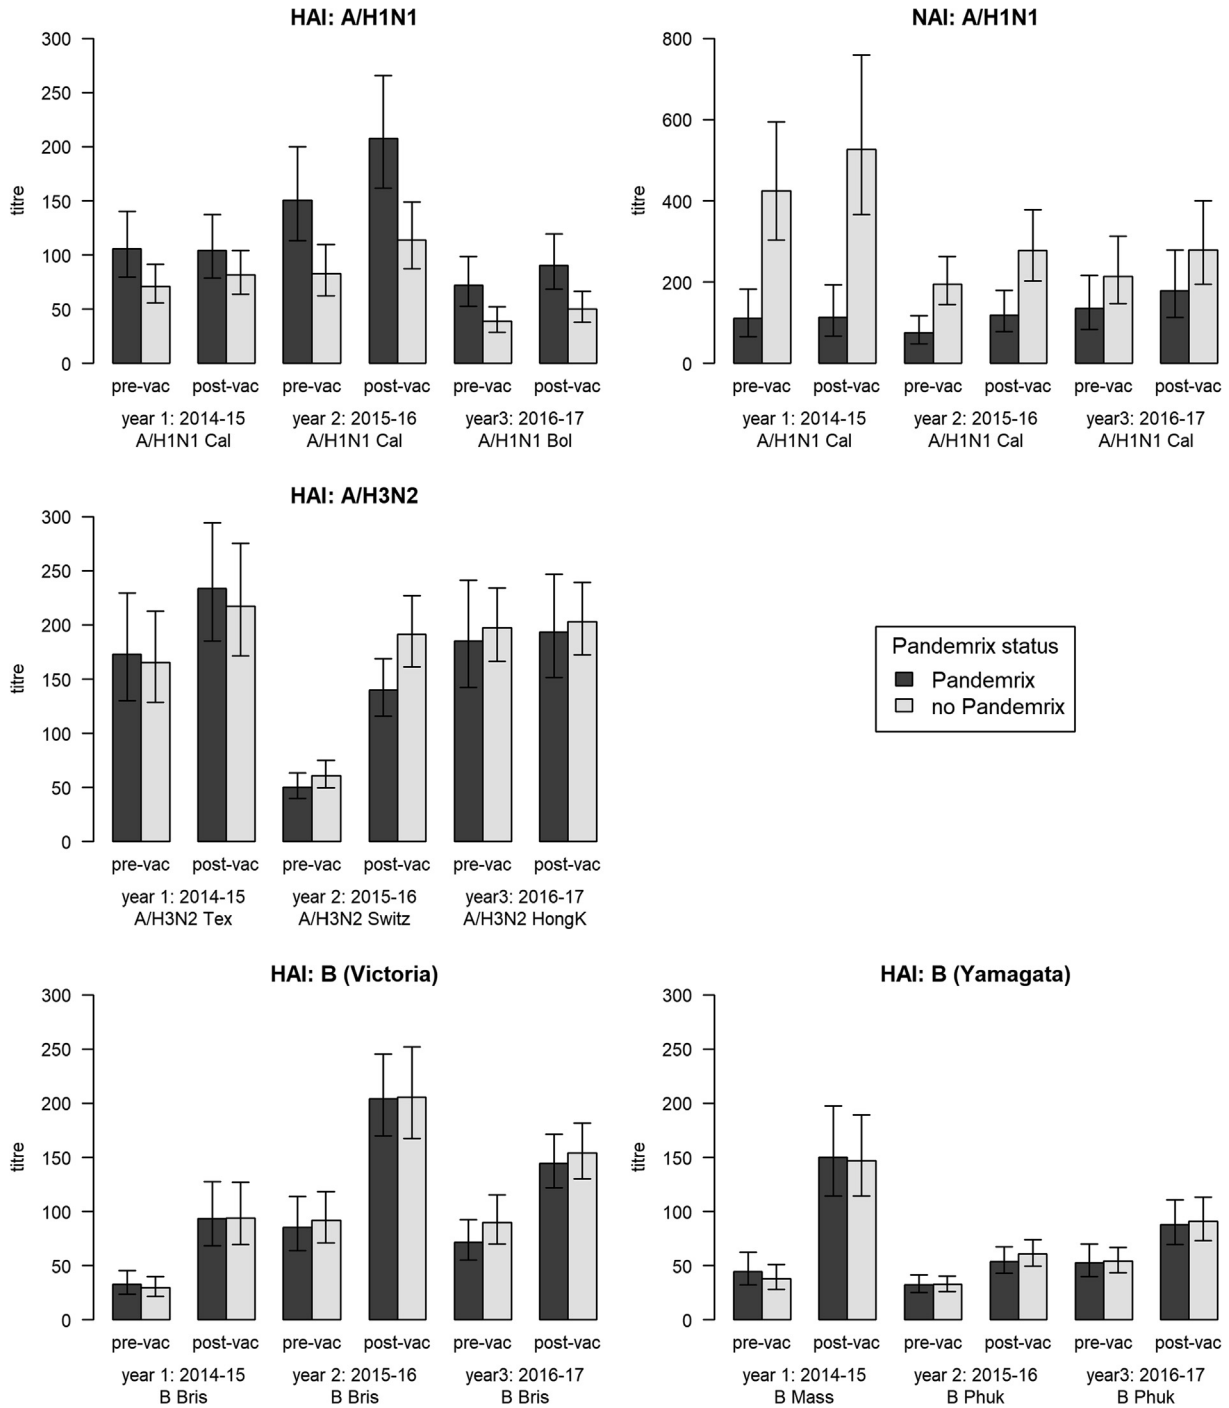 HAI: A/H1N1
300
250
200
150
100
50
0
titre
pre-vac post-vac pre-vac post-vac pre-vac post-vac
year 1: 2014-15 year 2: 2015-16 year3: 2016-17
A/H1N1 Cal A/H1N1 Cal A/H1N1 Bol
NAI: A/H1N1
800
600
400
200
0
titre
pre-vac post-vac pre-vac post-vac pre-vac post-vac
year 1: 2014-15 year 2: 2015-16 year3: 2016-17
A/H1N1 Cal A/H1N1 Cal A/H1N1 Cal
HAI: A/H3N2
300
250
200
150
100
50
0
titre
pre-vac post-vac pre-vac post-vac pre-vac post-vac
year 1: 2014-15 year 2: 2015-16 year3: 2016-17
A/H3N2 Tex A/H3N2 Switz A/H3N2 HongK
Pandemrix status
Pandemrix
no Pandemrix
HAI: B (Victoria)
300
250
200
150
100
50
0
titre
pre-vac post-vac pre-vac post-vac pre-vac post-vac
year 1: 2014-15 year 2: 2015-16 year3: 2016-17
B Bris B Bris B Bris
HAI: B (Yamagata)
300
250
200
150
100
50
0
titre
pre-vac post-vac pre-vac post-vac pre-vac post-vac
year 1: 2014-15 year 2: 2015-16 year3: 2016-17
B Mass B Phuk B Phuk